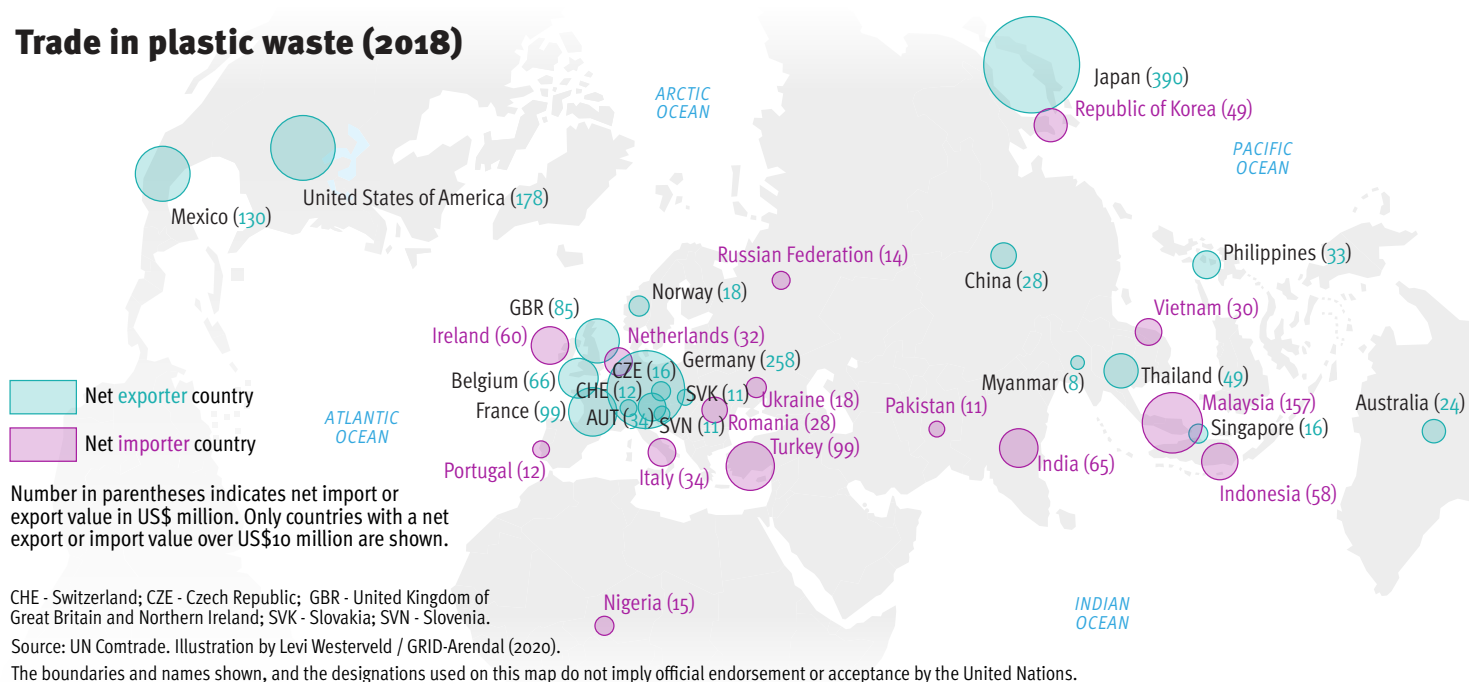 Trade in plastic waste (2018)
ARCTIC
OCEAN
Japan (390)
Republic of Korea (49)
PACIFIC
OCEAN
United States of America (178)
Mexico (130)
Russian Federation (14)
Philippines (33)
China (28)
Norway (18)
GBR (85)
Vietnam (30)
Ireland (60)
Netherlands (32)
Germany (258)
CZE (16)
Belgium (66)
CHE (12)
SVK (11)
Myanmar (8)
Thailand (49)
Net exporter country
Ukraine (18)
Pakistan (11)
Malaysia (157)
Australia (24)
France (99)
AUT (34)
SVN (11)
Romania (28)
Singapore (16)
ATLANTIC
OCEAN
Net importer country
Turkey (99)
Portugal (12)
Italy (34)
India (65)
Indonesia (58)
Number in parentheses indicates net import or
export value in US$ million. Only countries with a net
export or import value over US$10 million are shown.
CHE - Switzerland; CZE - Czech Republic; GBR - United Kingdom of
Great Britain and Northern Ireland; SVK - Slovakia; SVN - Slovenia.
Nigeria (15)
INDIAN
OCEAN
Source: UN Comtrade. Illustration by Levi Westerveld / GRID-Arendal (2020).
The boundaries and names shown, and the designations used on this map do not imply official endorsement or acceptance by the United Nations.